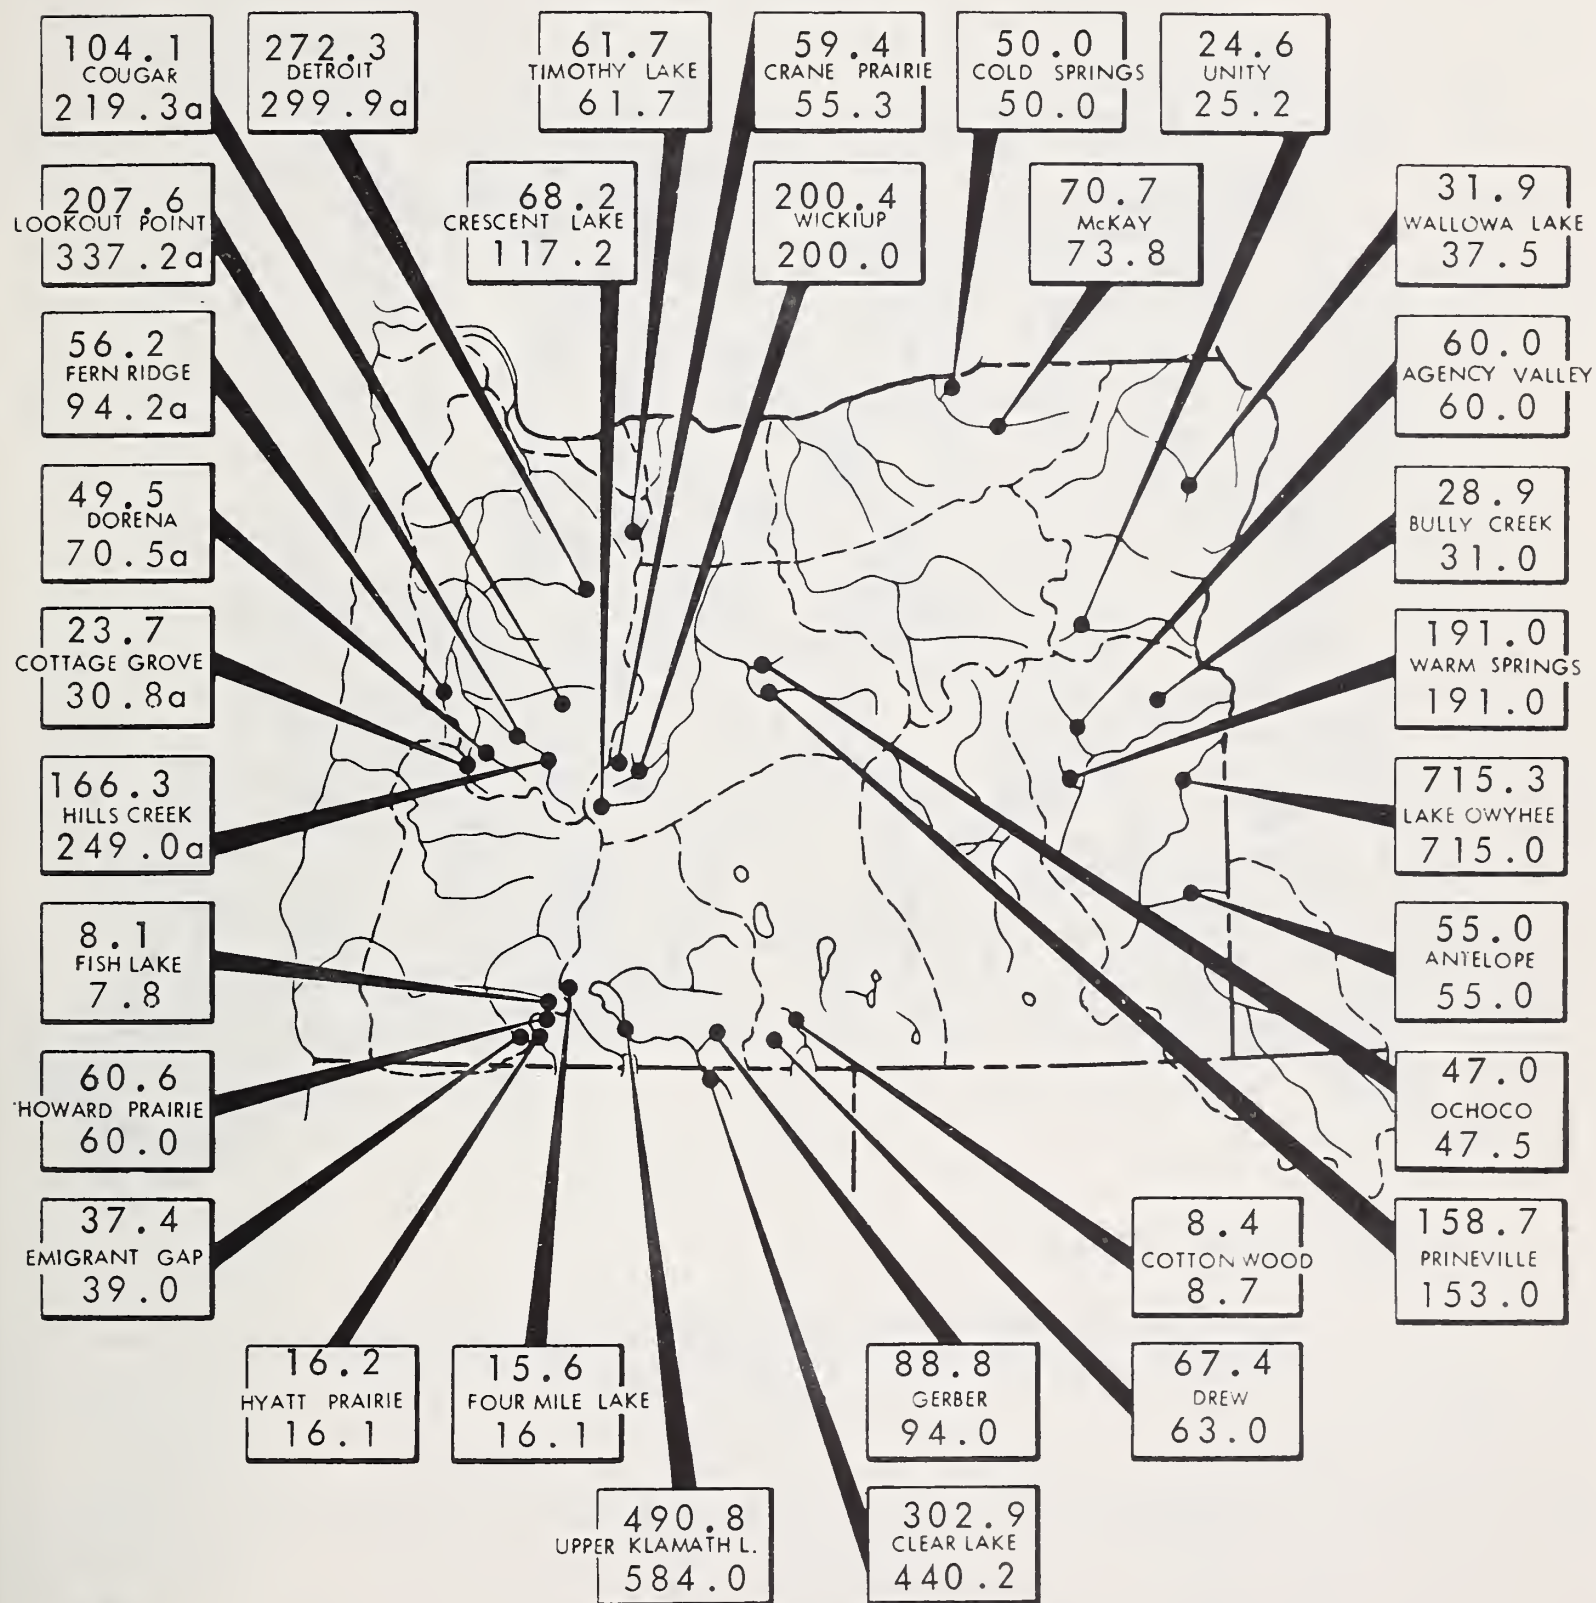 104.1
COUGAR
219.3a
272.3
DETROIT
299.9a
61.7
TIMOTHY LAKE
61.7
59.4
CRANE PRAIRIE
55.3
50.0
COLD SPRINGS
50.0
24.6
UNITY
25.2
207.6
LOOKOUT POINT
337.2a
68.2
CRESCENT LAKE
117.2
200.4
WICKIUP
200.0
70.7
McKAY
73.8
31.9
WALLOWA LAKE
37.5
56.2
FERN RIDGE
94.2a
60.0
AGENCY VALLEY
60.0
49.5
DORENA
70.5a
28.9
BULLY CREEK
31.0
23.7
COTTAGE GROVE
30.8a
191.0
WARM SPRINGS
191.0
166.3
HILLS CREEK
249.0a
715.3
LAKE OWYHEE
715.0
8.1
FISH LAKE
7.8
55.0
ANTELOPE
55.0
60.6
HOWARD PRAIRIE
60.0
47.0
OCHOCO
47.5
37.4
EMIGRANT GAP
39.0
8.4
COTTON WOOD
8.7
158.7
PRINEVILLE
153.0
16.2
HYATT PRAIRIE
16.1
15.6
FOUR MILE LAKE
16.1
88.8
GERBER
94.0
67.4
DREW
63.0
490.8
UPPER KLAMATH L.
584.0
302.9
CLEAR LAKE
440.2